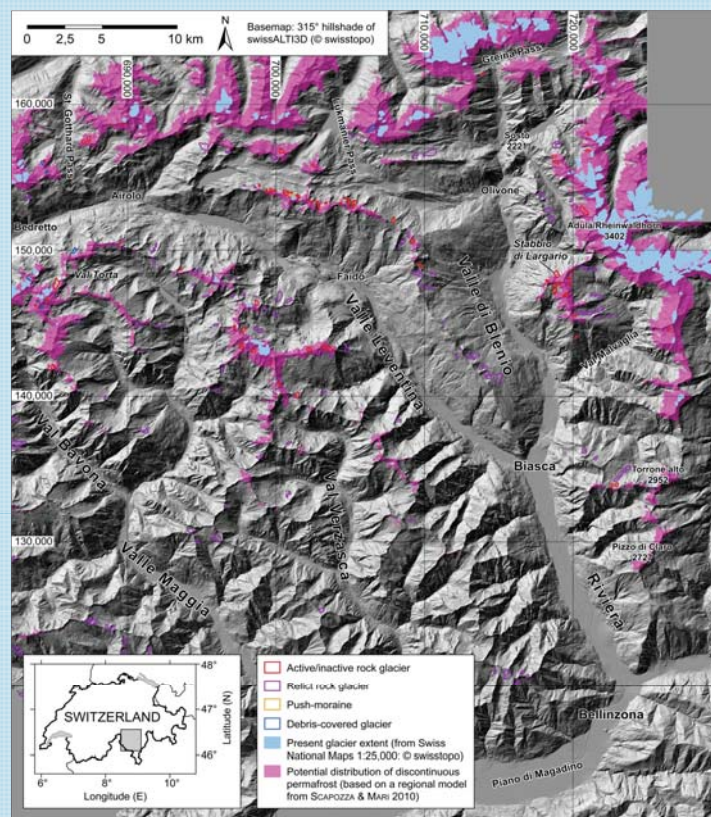 0 2,5 5 10 km
N
Basemap: 315° hillshade of
swissALTI3D (© swisstopo)
710,000
720,000
690,000
700,000
Greina Pass
160,000
St. Gotthard Pass
Lukmanier Pass
Sosto
2221
Airolo
Olivone
Bedretto
Adula/Rheinwaldhorn
3402
150,000
Stabbio
di Largario
Val Torta
Faido
Valle di Blenio
Valle Leventina
Val Malvaglia
140,000
Val Bavona
Biasca
Torrone alto
2952
Val Verzasca
130,000
Pizzo di Claro
Valle Maggia
Riviera
Bellinzona
Piano di Magadino
48°
47°
46°
Latitude (N)
SWITZERLAND
6° 8° 10°
Longitude (E)
Active/inactive rock glacier
Relict rock glacier
Push-moraine
Debris-covered glacier
Present glacier extent (from Swiss
National Maps 1:25,000: © swisstopo)
Potential distribution of discontinuous
permafrost (based on a regional model
from SCAPOZZA & MARI 2010)